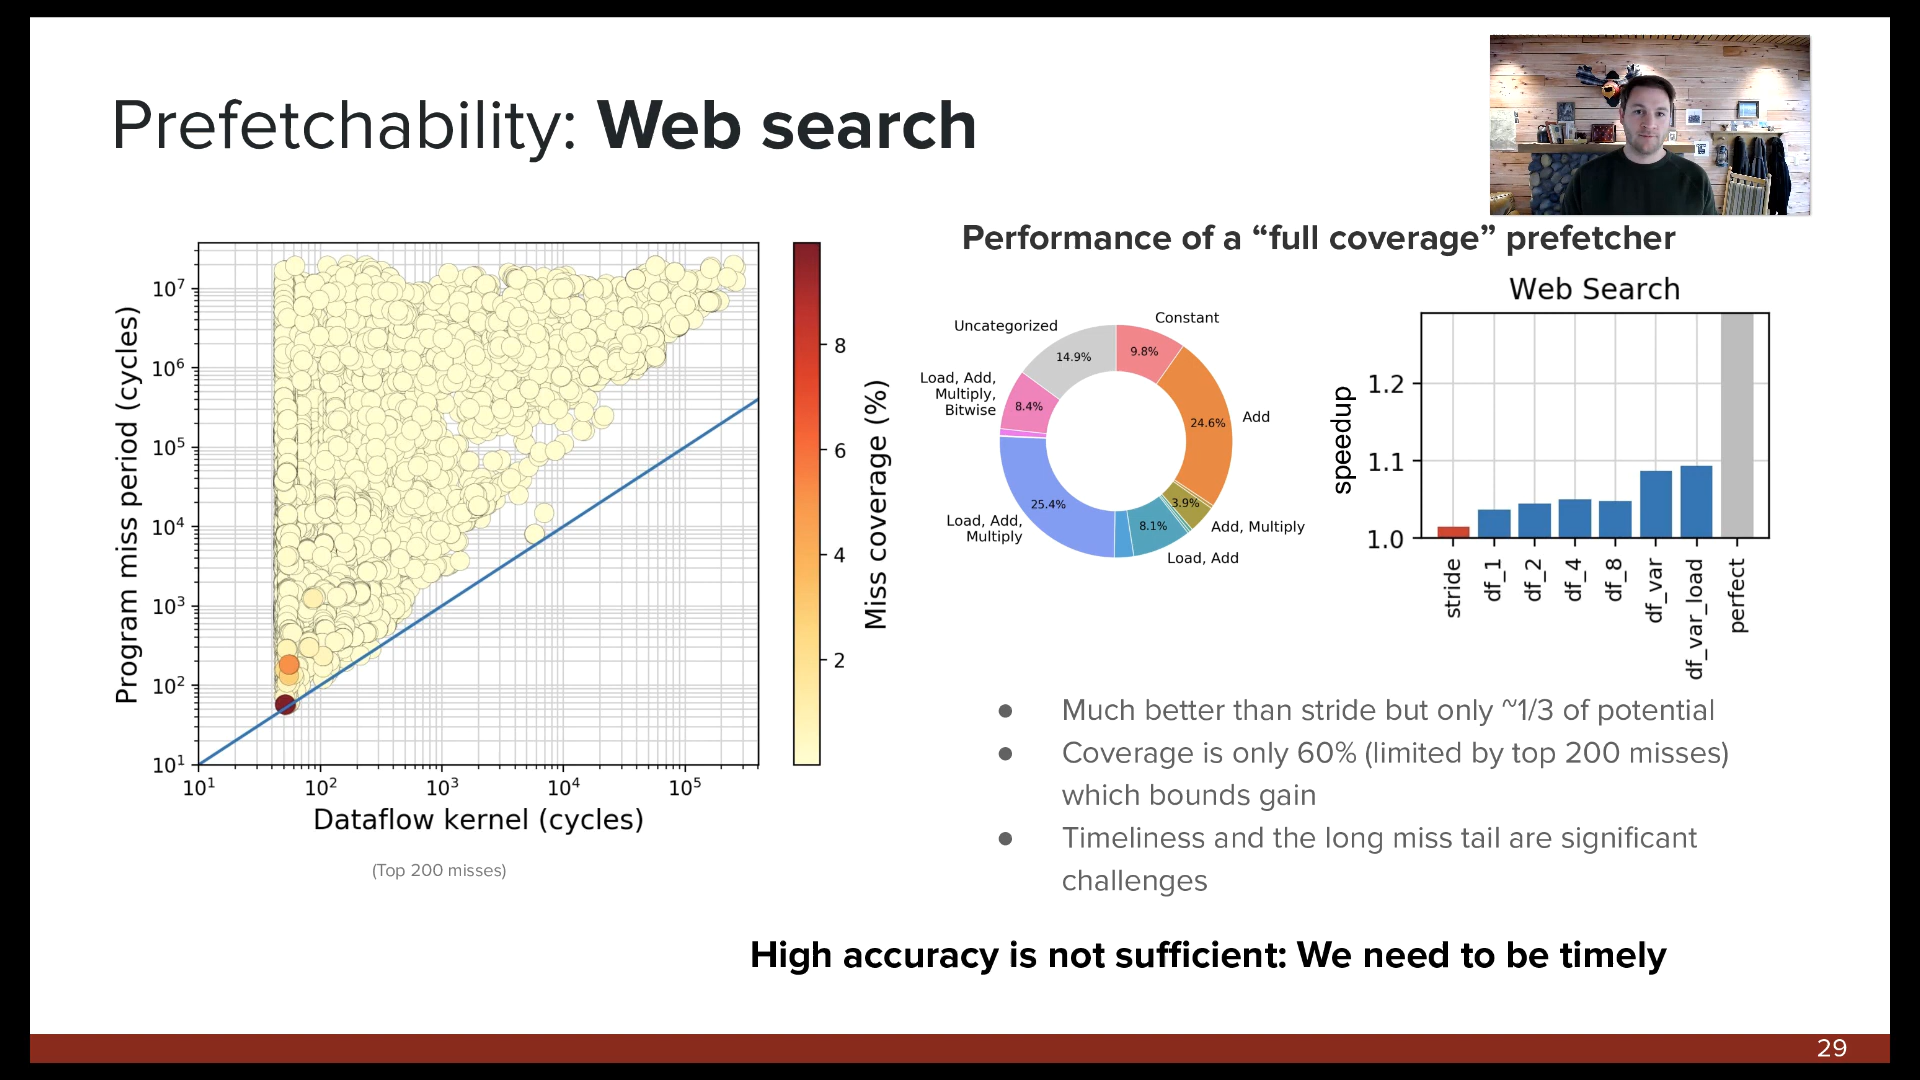 Prefetchability: Web search
Program miss period (cycles)
10⁷
10⁶
10⁵
10⁴
10³
10²
10¹
10¹ 10² 10³ 10⁴ 10⁵
Dataflow kernel (cycles)
(Top 200 misses)
8
6
4
2
Miss coverage (%)
Performance of a “full coverage” prefetcher
Uncategorized
14.9%
Constant
9.8%
Load, Add,
Multiply,
Bitwise
8.4%
Add
24.6%
Load, Add,
Multiply
25.4%
Add, Multiply
3.9%
Load, Add
8.1%
Web Search
speedup
1.2
1.1
1.0
stride
df_1
df_2
df_4
df_8
df_var
df_var_load
perfect
● Much better than stride but only ~1/3 of potential
● Coverage is only 60% (limited by top 200 misses)
which bounds gain
● Timeliness and the long miss tail are significant
challenges
High accuracy is not sufficient: We need to be timely
29